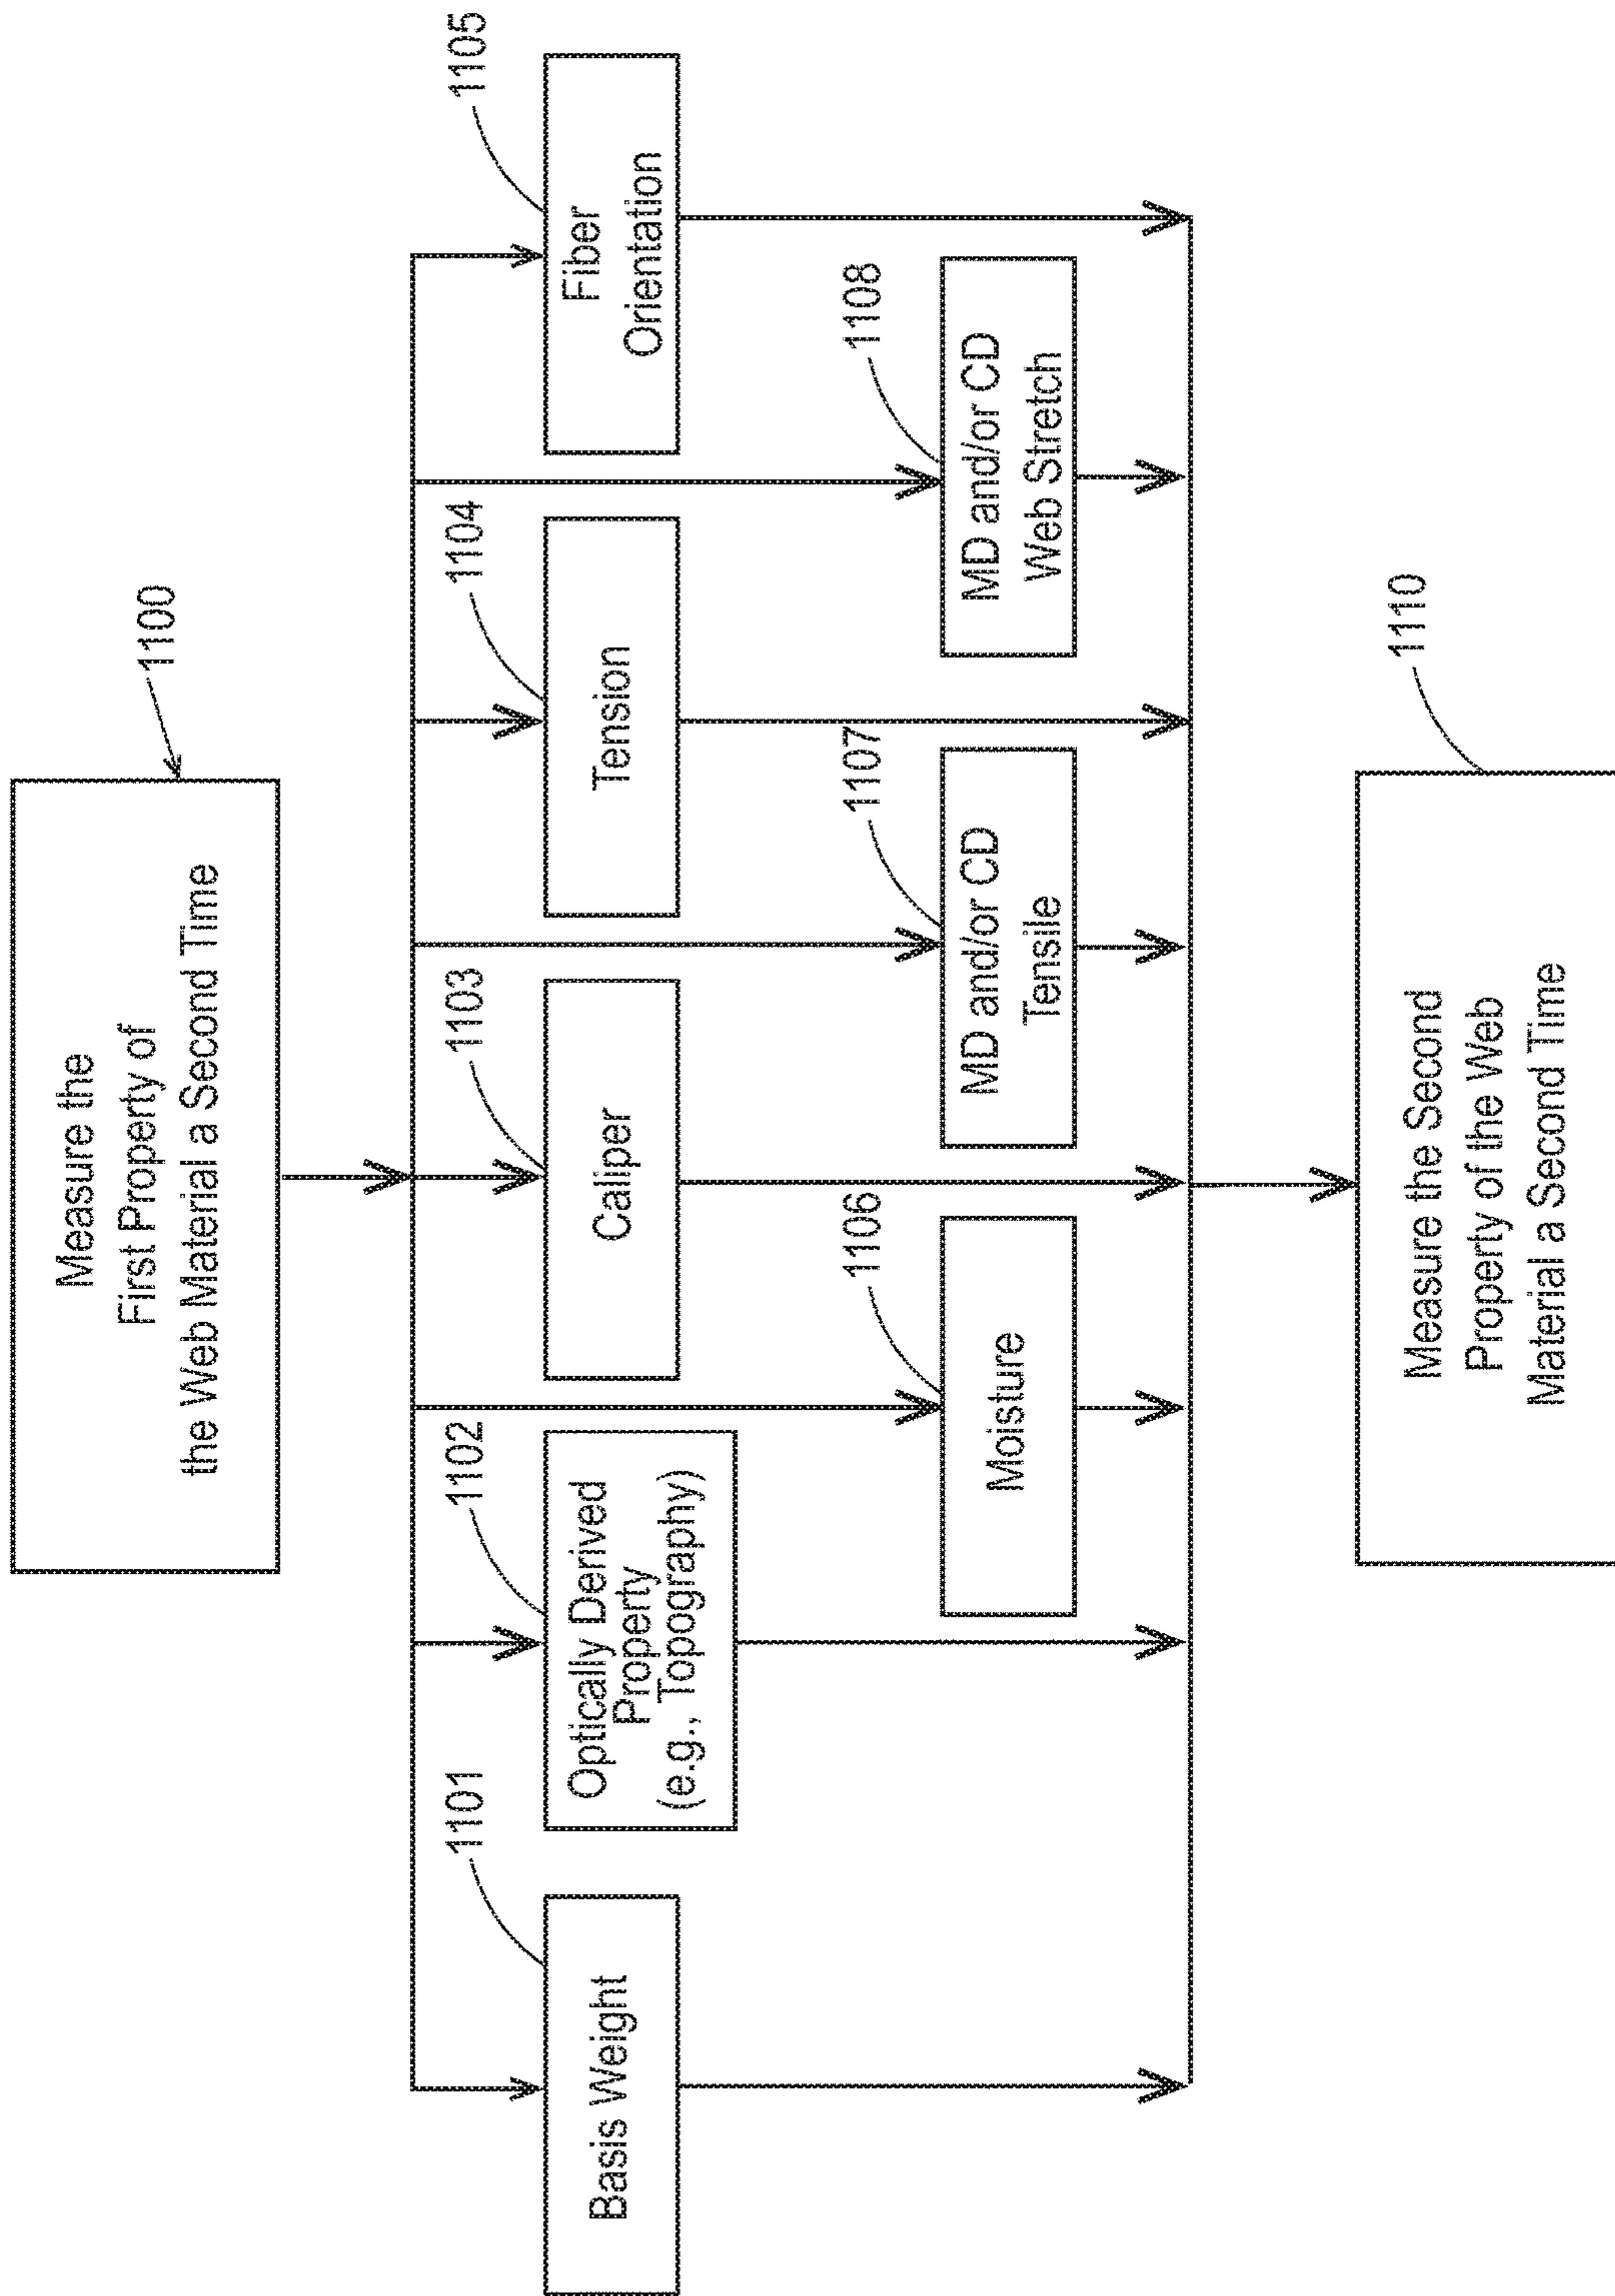 Measure the
First Property of
the Web Material a Second Time
1100
Basis Weight
1101
Optically Derived
Property
(e.g., Topography)
1102
Caliper
1103
Tension
1104
Fiber
Orientation
1105
Moisture
1106
MD and/or CD
Tensile
1107
MD and/or CD
Web Stretch
1108
Measure the Second
Property of the Web
Material a Second Time
1110